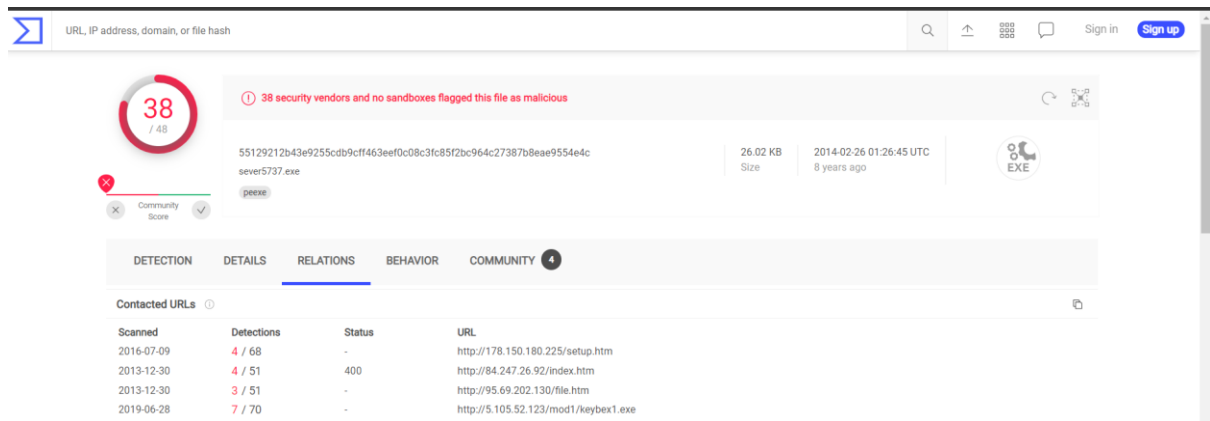 URL, IP address, domain, or file hash
Sign in
Sign up
38
/ 48
38 security vendors and no sandboxes flagged this file as malicious
55129212b43e9255cdb9cff463eef0c08c3fc85f2bc964c27387b8eae9554e4c
sever5737.exe
peexe
26.02 KB
Size
2014-02-26 01:26:45 UTC
8 years ago
EXE
Community
Score
DETECTION DETAILS RELATIONS BEHAVIOR COMMUNITY 4
Contacted URLs
Scanned Detections Status URL
2016-07-09 4 / 68 - http://178.150.180.225/setup.htm
2013-12-30 4 / 51 400 http://84.247.26.92/index.htm
2013-12-30 3 / 51 - http://95.69.202.130/file.htm
2019-06-28 7 / 70 - http://5.105.52.123/mod1/keybex1.exe